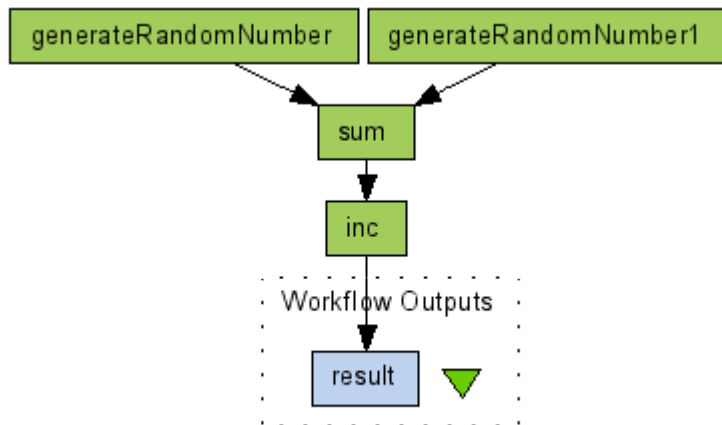 generateRandomNumber
generateRandomNumber1
sum
inc
Workflow Outputs
result